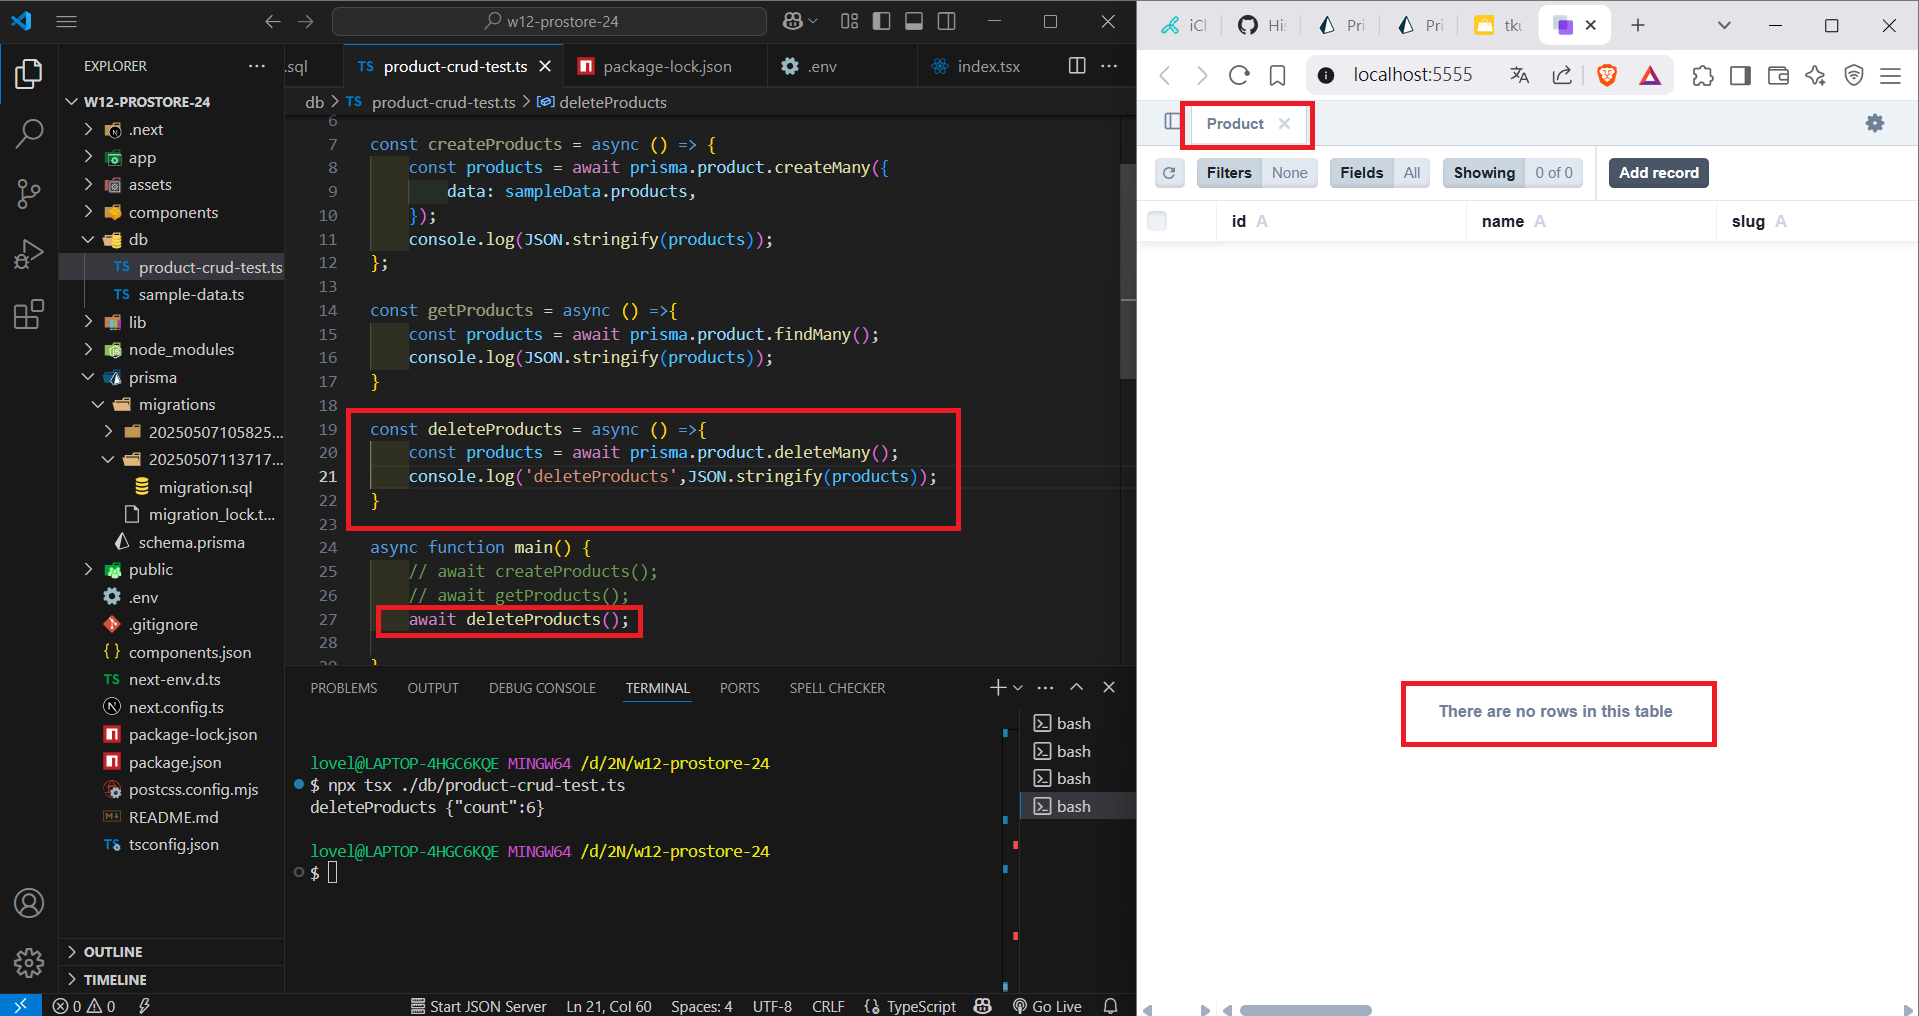 w12-prostore-24
EXPLORER
W12-PROSTORE-24
.next
app
assets
components
db
product-crud-test.ts
sample-data.ts
lib
node_modules
prisma
migrations
20250507105825...
20250507113717...
migration.sql
migration_lock.t...
schema.prisma
public
.env
.gitignore
components.json
next-env.d.ts
next.config.ts
package-lock.json
package.json
postcss.config.mjs
README.md
tsconfig.json
OUTLINE
TIMELINE
.sql
TS product-crud-test.ts
package-lock.json
.env
index.tsx
db > TS product-crud-test.ts > deleteProducts
6
7 const createProducts = async () => {
8 const products = await prisma.product.createMany({
9 data: sampleData.products,
10 });
11 console.log(JSON.stringify(products));
12 };
13
14 const getProducts = async () =>{
15 const products = await prisma.product.findMany();
16 console.log(JSON.stringify(products));
17 }
18
19 const deleteProducts = async () =>{
20 const products = await prisma.product.deleteMany();
21 console.log('deleteProducts',JSON.stringify(products));
22 }
23
24 async function main() {
25 // await createProducts();
26 // await getProducts();
27 await deleteProducts();
28
29 }
PROBLEMS OUTPUT DEBUG CONSOLE TERMINAL PORTS SPELL CHECKER
lovel@LAPTOP-4HGC6KQE MINGW64 /d/2N/w12-prostore-24
$ npx tsx ./db/product-crud-test.ts
deleteProducts {"count":6}
lovel@LAPTOP-4HGC6KQE MINGW64 /d/2N/w12-prostore-24
$
bash
bash
bash
bash
0 0 Start JSON Server Ln 21, Col 60 Spaces: 4 UTF-8 CRLF {} TypeScript Go Live
iCl
His
Pri
Pri
tku
localhost:5555
Product
Filters None Fields All Showing 0 of 0 Add record
id A name A slug A
There are no rows in this table